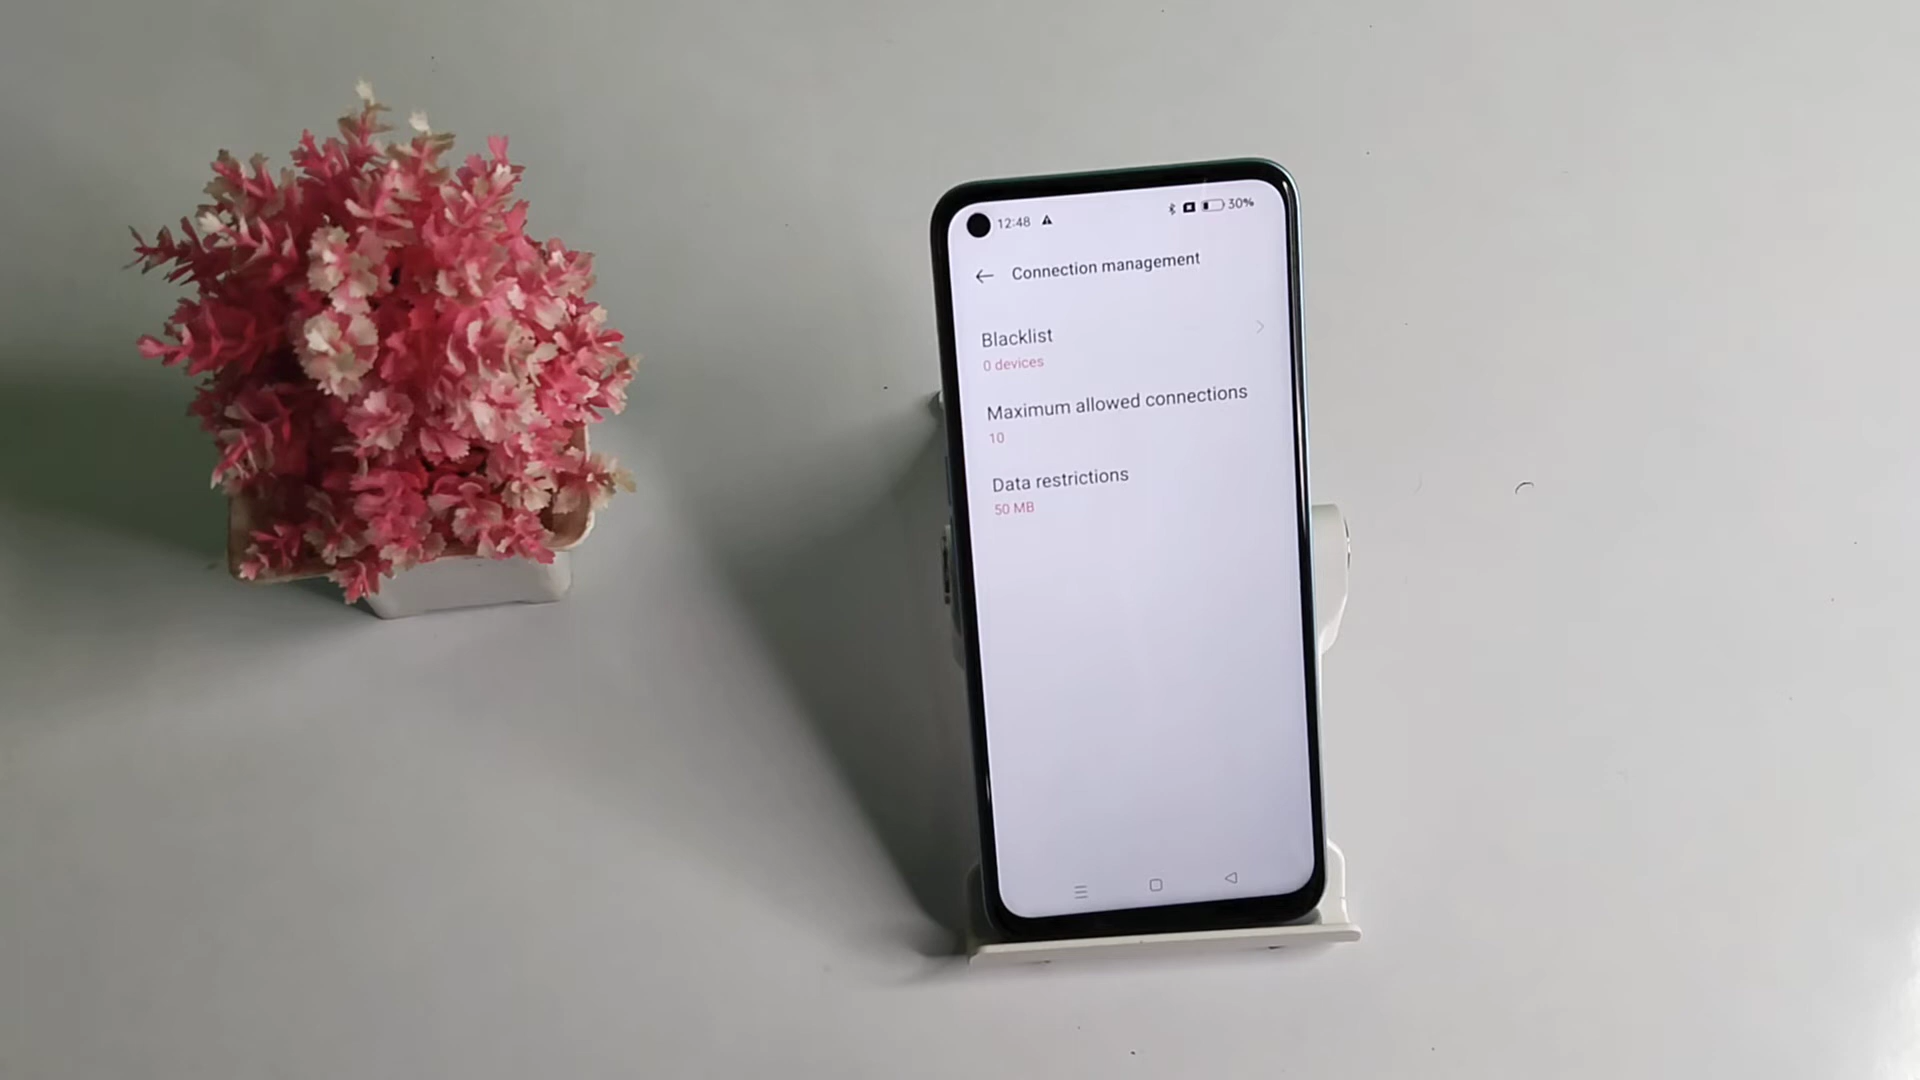 12:48
30%
Connection management
Blacklist
0 devices
Maximum allowed connections
10
Data restrictions
50 MB